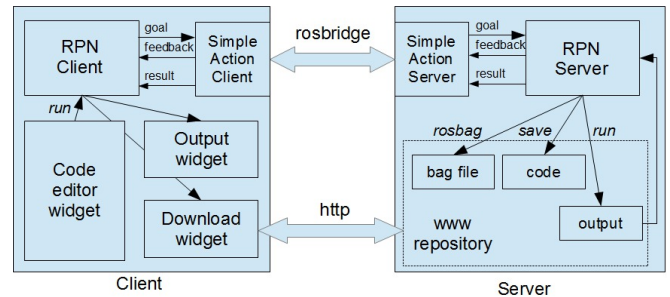 RPN
Client
goal
feedback
result
Simple
Action
Client
run
Code
editor
widget
Output
widget
Download
widget
Client
rosbridge
http
Simple
Action
Server
goal
feedback
result
RPN
Server
rosbag
save
run
bag file
code
output
www
repository
Server